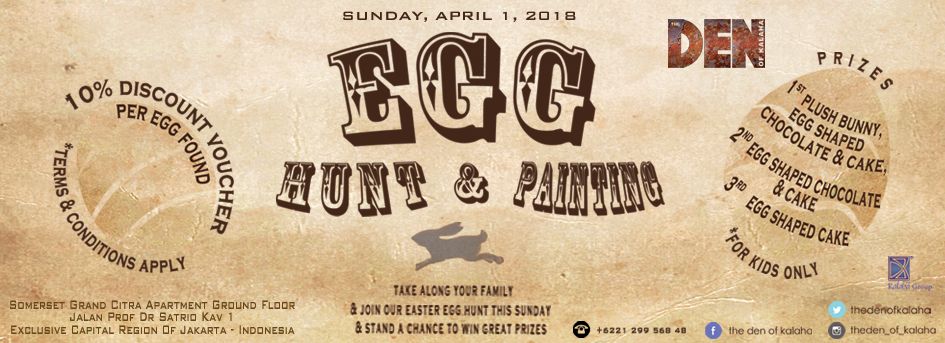 SUNDAY, APRIL 1, 2018
EGG
HUNT & PAINTING
THE
DEN
OF KALAHA
10% DISCOUNT VOUCHER
PER EGG FOUND
*TERMS & CONDITIONS APPLY
PRIZES
1ST PLUSH BUNNY,
EGG SHAPED
CHOCOLATE & CAKE,
2ND EGG SHAPED CHOCOLATE
& CAKE
3RD EGG SHAPED CAKE
*FOR KIDS ONLY
TAKE ALONG YOUR FAMILY
& JOIN OUR EASTER EGG HUNT THIS SUNDAY
& STAND A CHANCE TO WIN GREAT PRIZES
Somerset Grand Citra Apartment Ground Floor
Jalan Prof Dr Satrio Kav 1
Exclusive Capital Region Of Jakarta - Indonesia
+6221 299 568 48
the den of kalaha
thedenofkalaha
theden_of_kalaha